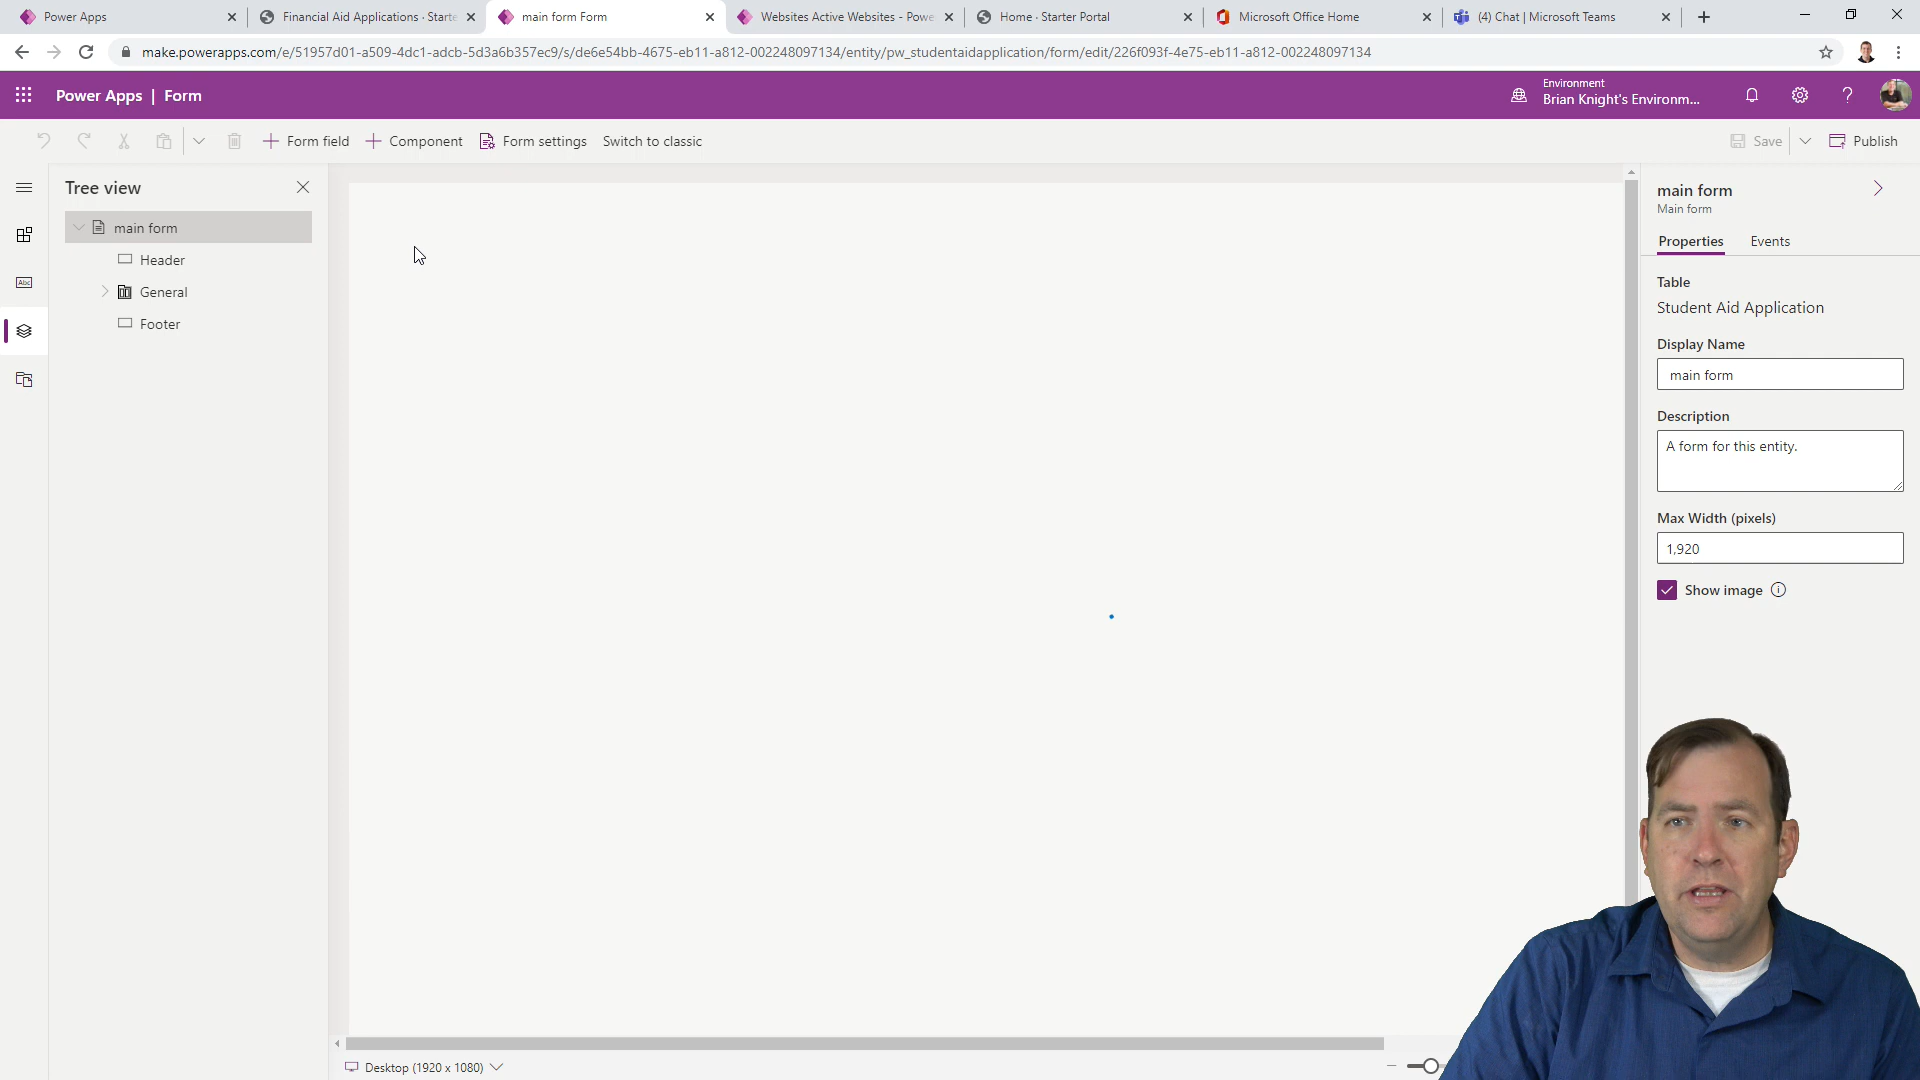 Power Apps
Financial Aid Applications · Starte
main form Form
Websites Active Websites - Powe
Home · Starter Portal
Microsoft Office Home
(4) Chat | Microsoft Teams
make.powerapps.com/e/51957d01-a509-4dc1-adcb-5d3a6b357ec9/s/de6e54bb-4675-eb11-a812-002248097134/entity/pw_studentaidapplication/form/edit/226f093f-4e75-eb11-a812-002248097134
Power Apps | Form
Environment
Brian Knight's Environm...
Form field
Component
Form settings
Switch to classic
Save
Publish
Tree view
main form
Header
General
Footer
Abc
main form
Main form
Properties
Events
Table
Student Aid Application
Display Name
main form
Description
A form for this entity.
Max Width (pixels)
1,920
Show image
Desktop (1920 x 1080)